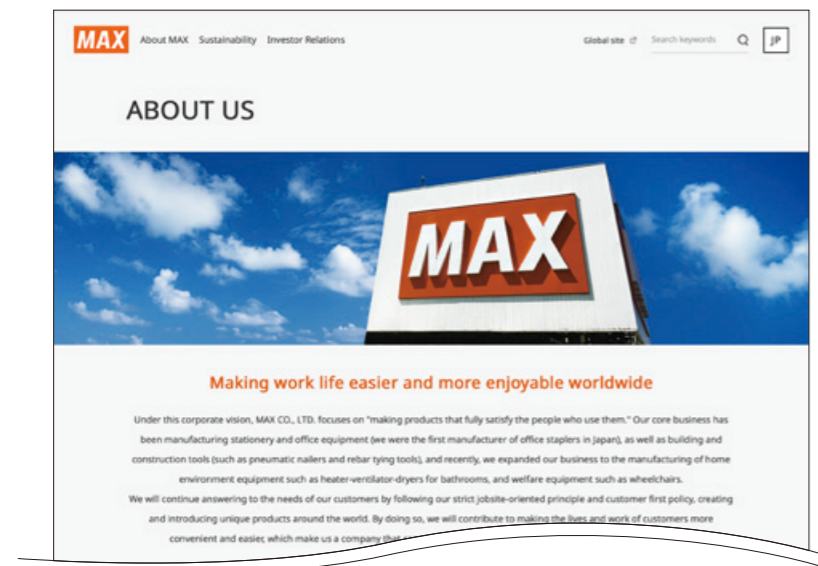 MAX About MAX Sustainability Investor Relations Global site Search keywords JP
ABOUT US
MAX
Making work life easier and more enjoyable worldwide
Under this corporate vision, MAX CO., LTD. focuses on "making products that fully satisfy the people who use them." Our core business has
been manufacturing stationery and office equipment (we were the first manufacturer of office staplers in Japan), as well as building and
construction tools (such as pneumatic nailers and rebar tying tools), and recently, we expanded our business to the manufacturing of home
environment equipment such as heater-ventilator-dryers for bathrooms, and welfare equipment such as wheelchairs.
We will continue answering to the needs of our customers by following our strict jobsite-oriented principle and customer first policy, creating
and introducing unique products around the world. By doing so, we will contribute to making the lives and work of customers more
convenient and easier, which make us a company that